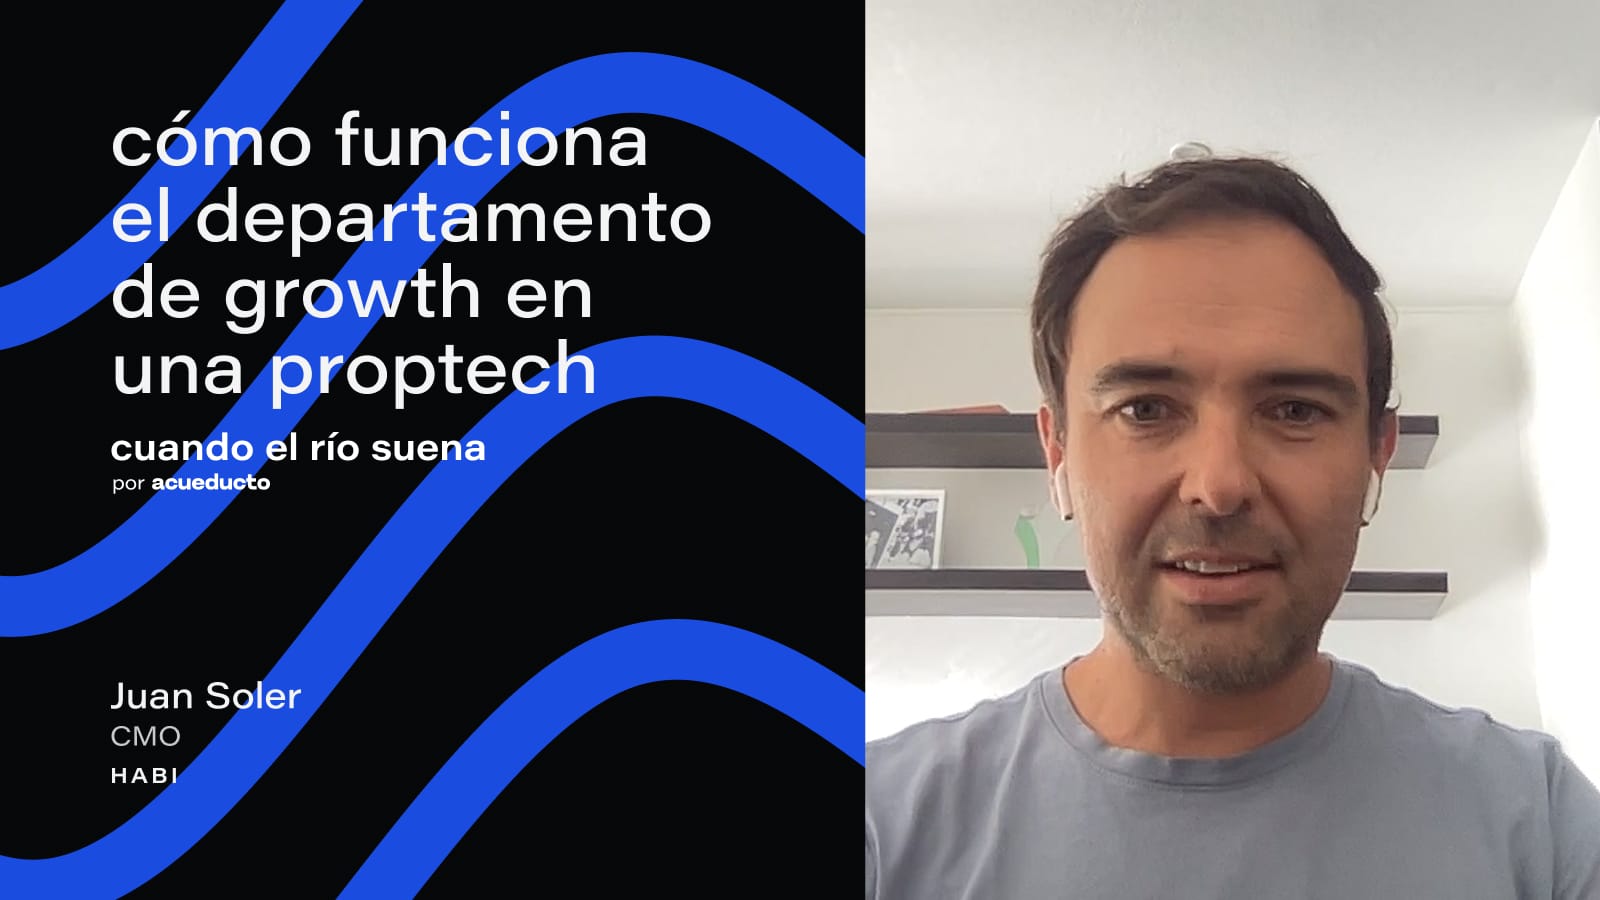 cómo funciona
el departamento
de growth en
una proptech
cuando el río suena
por acueducto
Juan Soler
CMO
HABI